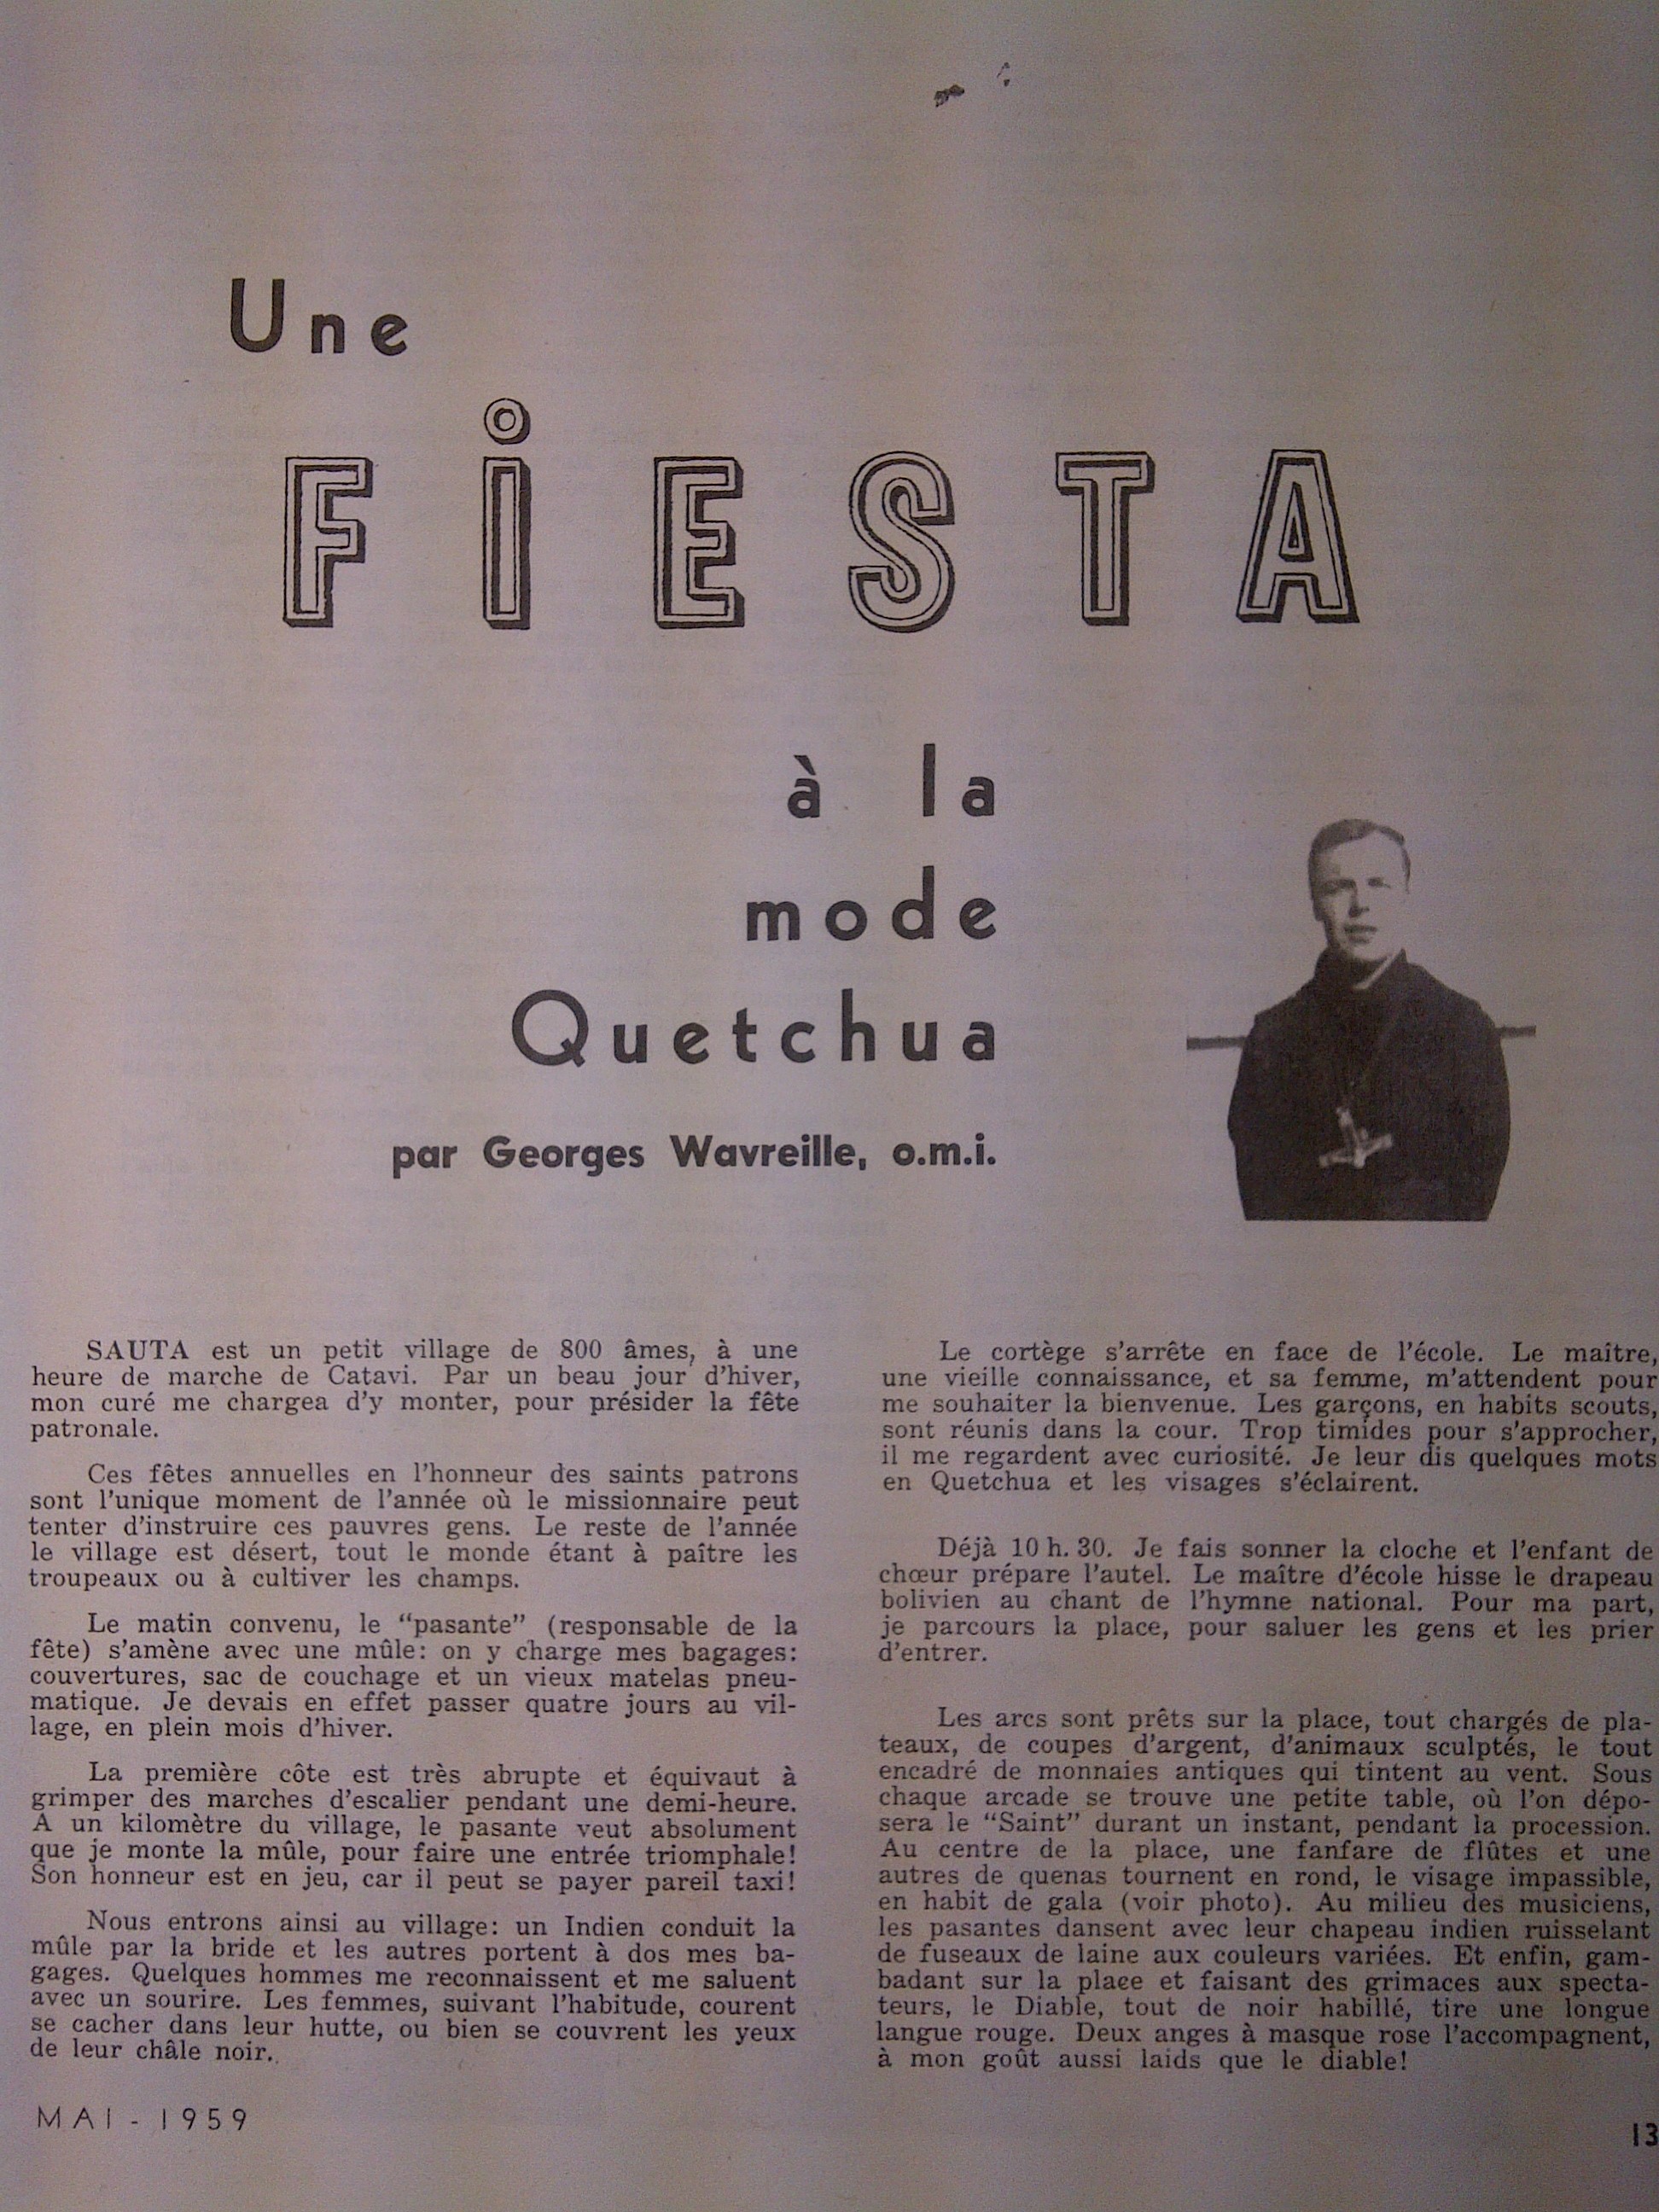 Une
FiESTA
à la
mode
Quetchua
par Georges Wavreille, o.m.i.
SAUTA est un petit village de 800 âmes, à une
heure de marche de Catavi. Par un beau jour d'hiver,
mon curé me chargea d'y monter, pour présider la fête
patronale.
Ces fêtes annuelles en l'honneur des saints patrons
sont l'unique moment de l'année où le missionnaire peut
tenter d'instruire ces pauvres gens. Le reste de l'année
le village est désert, tout le monde étant à paître les
troupeaux ou à cultiver les champs.
Le matin convenu, le "pasante" (responsable de la
fête) s'amène avec une mûle: on y charge mes bagages:
couvertures, sac de couchage et un vieux matelas pneu-
matique. Je devais en effet passer quatre jours au vil-
lage, en plein mois d'hiver.
La première côte est très abrupte et équivaut à
grimper des marches d'escalier pendant une demi-heure.
A un kilomètre du village, le pasante veut absolument
que je monte la mûle, pour faire une entrée triomphale!
Son honneur est en jeu, car il peut se payer pareil taxi!
Nous entrons ainsi au village: un Indien conduit la
mûle par la bride et les autres portent à dos mes ba-
gages. Quelques hommes me reconnaissent et me saluent
avec un sourire. Les femmes, suivant l'habitude, courent
se cacher dans leur hutte, ou bien se couvrent les yeux
de leur châle noir.
Le cortège s'arrête en face de l'école. Le maître,
une vieille connaissance, et sa femme, m'attendent pour
me souhaiter la bienvenue. Les garçons, en habits scouts,
sont réunis dans la cour. Trop timides pour s'approcher,
il me regardent avec curiosité. Je leur dis quelques mots
en Quetchua et les visages s'éclairent.
Déjà 10 h. 30. Je fais sonner la cloche et l'enfant de
chœur prépare l'autel. Le maître d'école hisse le drapeau
bolivien au chant de l'hymne national. Pour ma part,
je parcours la place, pour saluer les gens et les prier
d'entrer.
Les arcs sont prêts sur la place, tout chargés de pla-
teaux, de coupes d'argent, d'animaux sculptés, le tout
encadré de monnaies antiques qui tintent au vent. Sous
chaque arcade se trouve une petite table, où l'on dépo-
sera le "Saint" durant un instant, pendant la procession.
Au centre de la place, une fanfare de flûtes et une
autres de quenas tournent en rond, le visage impassible,
en habit de gala (voir photo). Au milieu des musiciens,
les pasantes dansent avec leur chapeau indien ruisselant
de fuseaux de laine aux couleurs variées. Et enfin, gam-
badant sur la place et faisant des grimaces aux specta-
teurs, le Diable, tout de noir habillé, tire une longue
langue rouge. Deux anges à masque rose l'accompagnent,
à mon goût aussi laids que le diable!
MAI - 1959
13